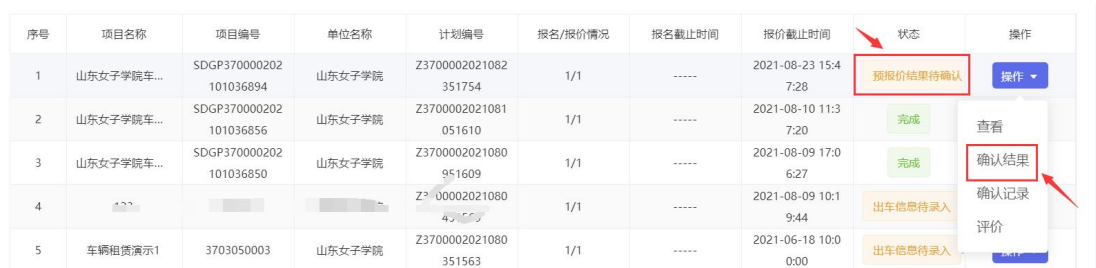 序号 项目名称 项目编号 单位名称 计划编号 报名/报价情况 报名截止时间 报价截止时间 状态 操作
1 山东女子学院车... SDGP370000202 山东女子学院 Z3700002021082 1/1 ----- 2021-08-23 15:4 预报价结果待确认 操作
101036894 351754 7:28
2 山东女子学院车... SDGP370000202 山东女子学院 Z3700002021081 1/1 ----- 2021-08-10 11:3 完成
101036856 051610 7:20
查看
3 山东女子学院车... SDGP370000202 山东女子学院 Z3700002021080 1/1 ----- 2021-08-09 17:0 完成
101036850 951609 6:27
确认结果
确认记录
4 1/1 ----- 2021-08-09 10:1 出车信息待录入
9:44
评价
5 车辆租赁演示1 3703050003 山东女子学院 Z3700002021080 1/1 ----- 2021-06-18 10:0 出车信息待录入
351563 0:00